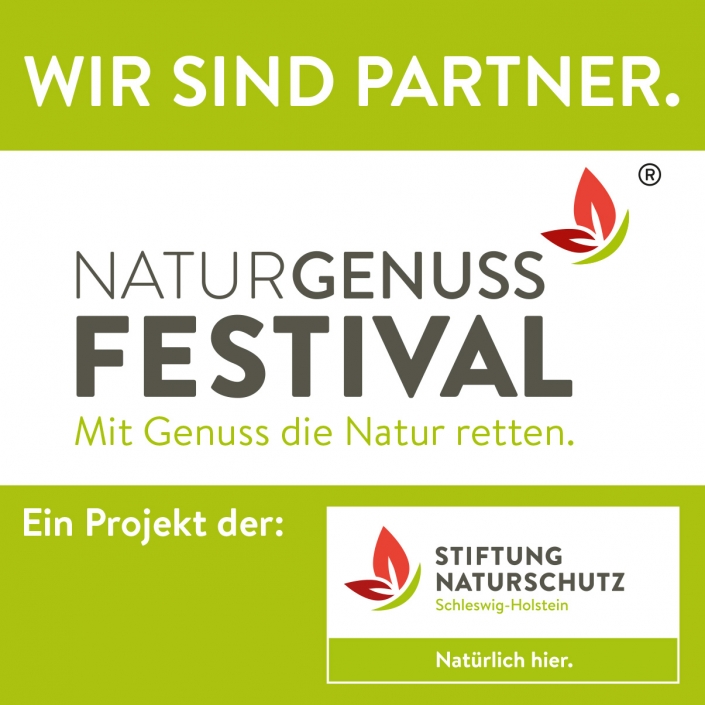 WIR SIND PARTNER.
®
NATURGENUSS
FESTIVAL
Mit Genuss die Natur retten.
Ein Projekt der:
STIFTUNG
NATURSCHUTZ
Schleswig-Holstein
Natürlich hier.